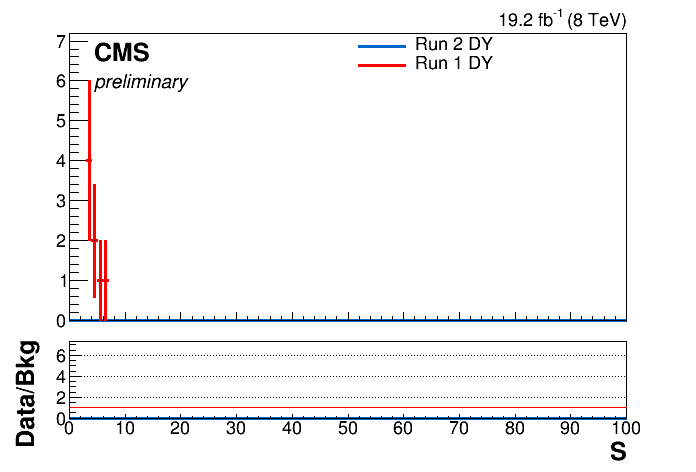 19.2 fb⁻¹ (8 TeV)
CMS
preliminary
Run 2 DY
Run 1 DY
7
6
5
4
3
2
1
0
Data/Bkg
6
4
2
0
0 10 20 30 40 50 60 70 80 90 100
S